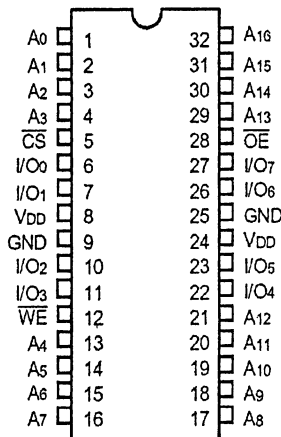 A0 1 32 A16
A1 2 31 A15
A2 3 30 A14
A3 4 29 A13
C̅S̅ 5 28 O̅E̅
I/O0 6 27 I/O7
I/O1 7 26 I/O6
VDD 8 25 GND
GND 9 24 VDD
I/O2 10 23 I/O5
I/O3 11 22 I/O4
W̅E̅ 12 21 A12
A4 13 20 A11
A5 14 19 A10
A6 15 18 A9
A7 16 17 A8